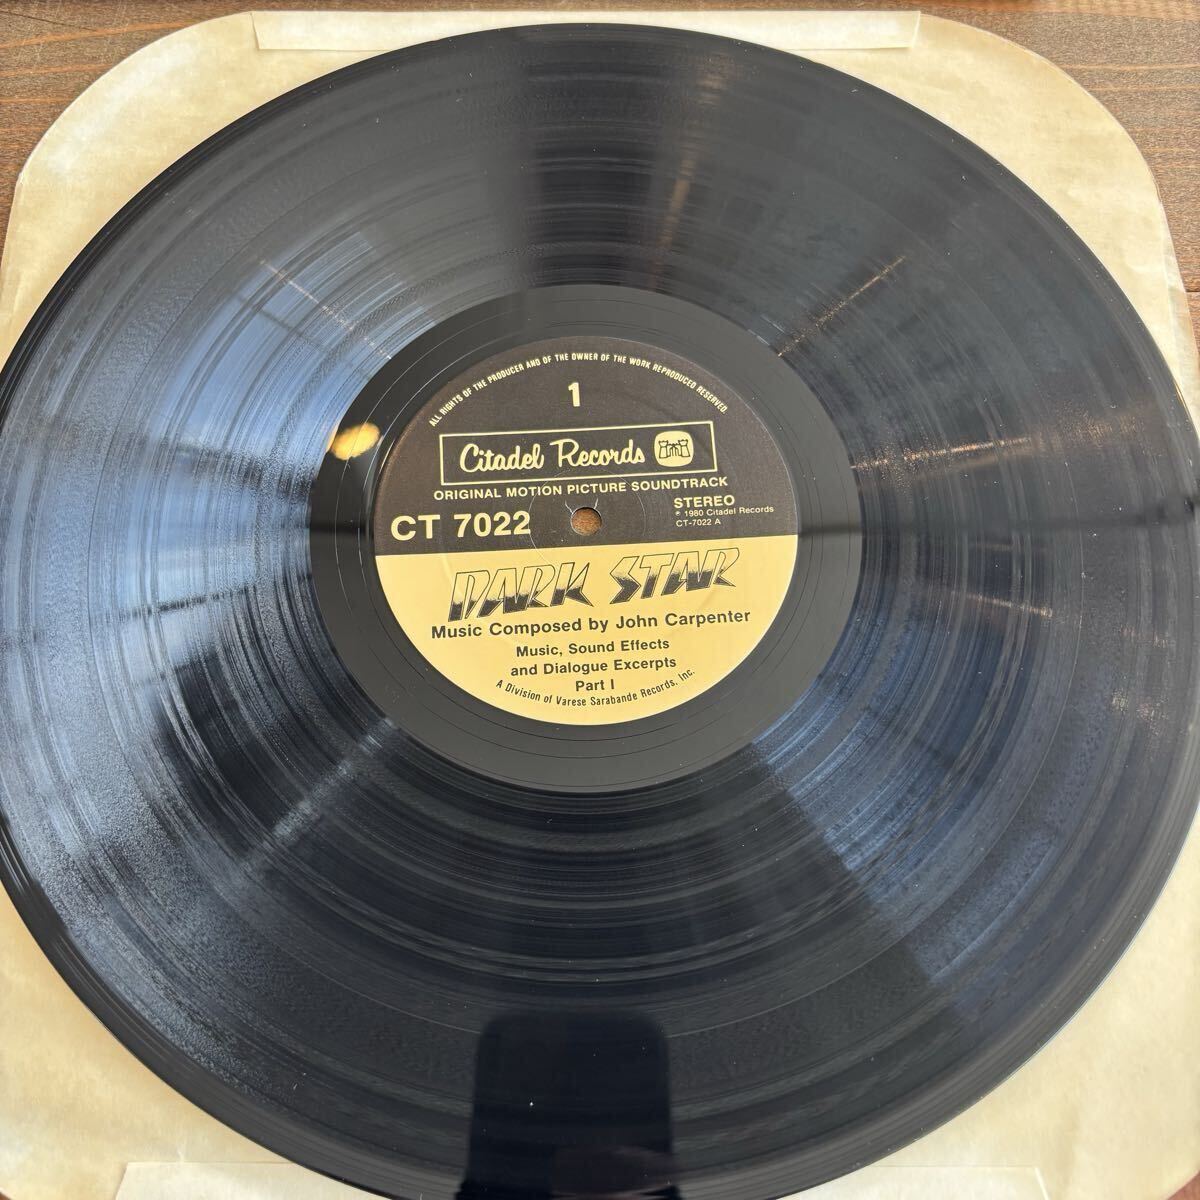 ALL RIGHTS OF THE PRODUCER AND OF THE OWNER OF THE WORK REPRODUCED RESERVED.
1
Citadel Records
ORIGINAL MOTION PICTURE SOUNDTRACK
CT 7022
STEREO
℗ 1980 Citadel Records
CT-7022 A
DARK STAR
Music Composed by John Carpenter
Music, Sound Effects
and Dialogue Excerpts
Part I
A Division of Varese Sarabande Records, Inc.